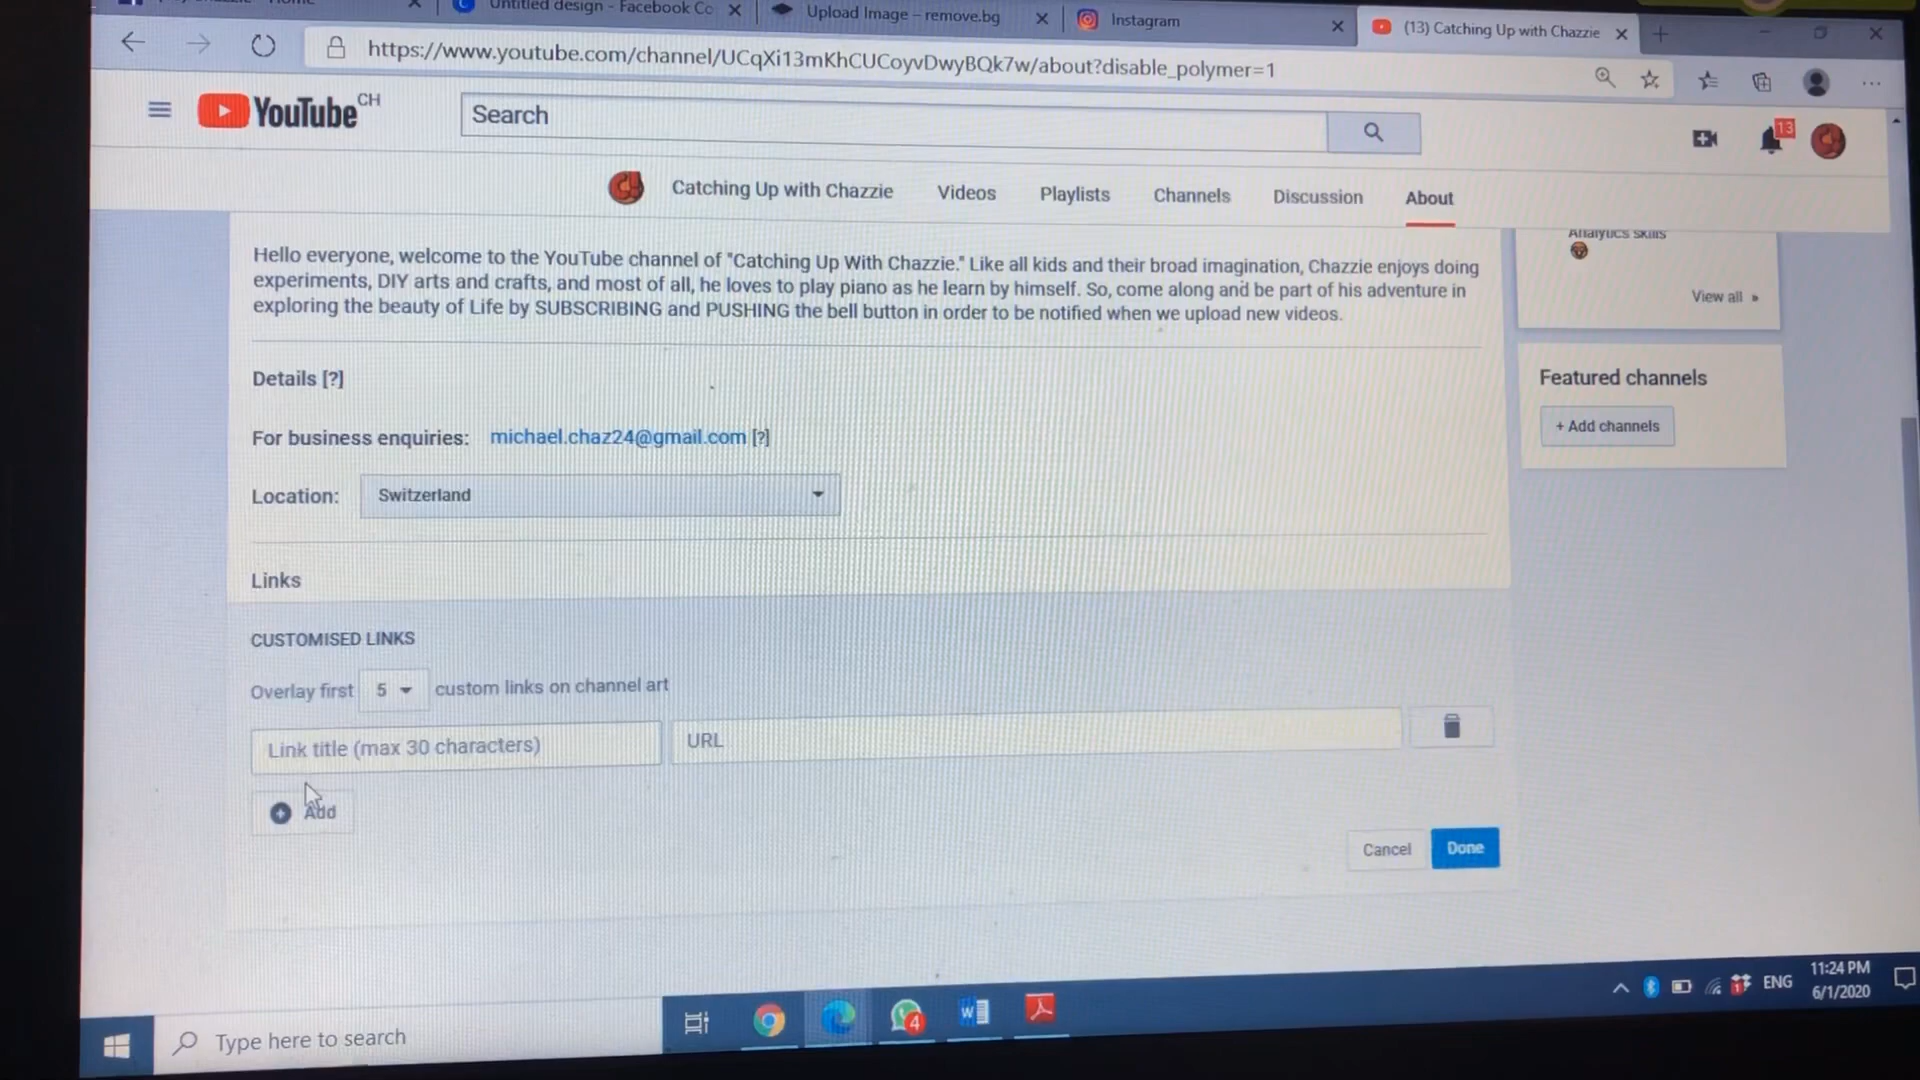 Untitled design - Facebook Co
Upload Image – remove.bg
Instagram
(13) Catching Up with Chazzie
https://www.youtube.com/channel/UCqXi13mKhCUCoyvDwyBQk7w/about?disable_polymer=1
YouTube CH
Search
13
Catching Up with Chazzie
Videos
Playlists
Channels
Discussion
About
Hello everyone, welcome to the YouTube channel of "Catching Up With Chazzie." Like all kids and their broad imagination, Chazzie enjoys doing
experiments, DIY arts and crafts, and most of all, he loves to play piano as he learn by himself. So, come along and be part of his adventure in
exploring the beauty of Life by SUBSCRIBING and PUSHING the bell button in order to be notified when we upload new videos.
Analytics Skills
View all »
Details [?]
Featured channels
+ Add channels
For business enquiries: michael.chaz24@gmail.com [?]
Location: Switzerland
Links
CUSTOMISED LINKS
Overlay first 5 custom links on channel art
Link title (max 30 characters)
URL
Add
Cancel
Done
Type here to search
4
W
1
ENG
11:24 PM
6/1/2020